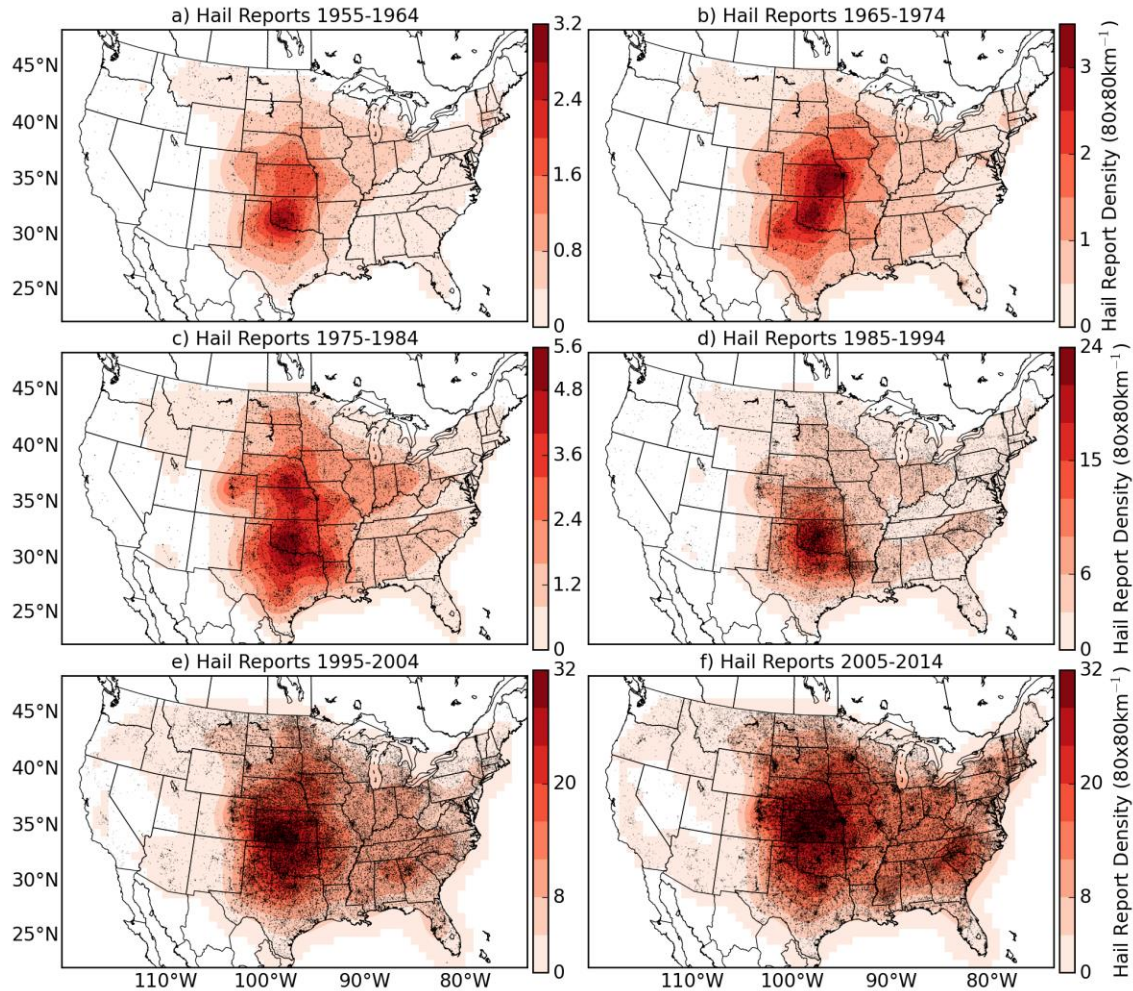 a) Hail Reports 1955-1964
b) Hail Reports 1965-1974
45°N
40°N
35°N
30°N
25°N
3.2
2.4
1.6
0.8
0
3
2
1
0
Hail Report Density (80x80km⁻¹)
c) Hail Reports 1975-1984
d) Hail Reports 1985-1994
45°N
40°N
35°N
30°N
25°N
5.6
4.8
3.6
2.4
1.2
0
24
15
6
0
Hail Report Density (80x80km⁻¹)
e) Hail Reports 1995-2004
f) Hail Reports 2005-2014
45°N
40°N
35°N
30°N
25°N
32
20
8
0
32
20
8
0
Hail Report Density (80x80km⁻¹)
110°W 100°W 90°W 80°W
110°W 100°W 90°W 80°W